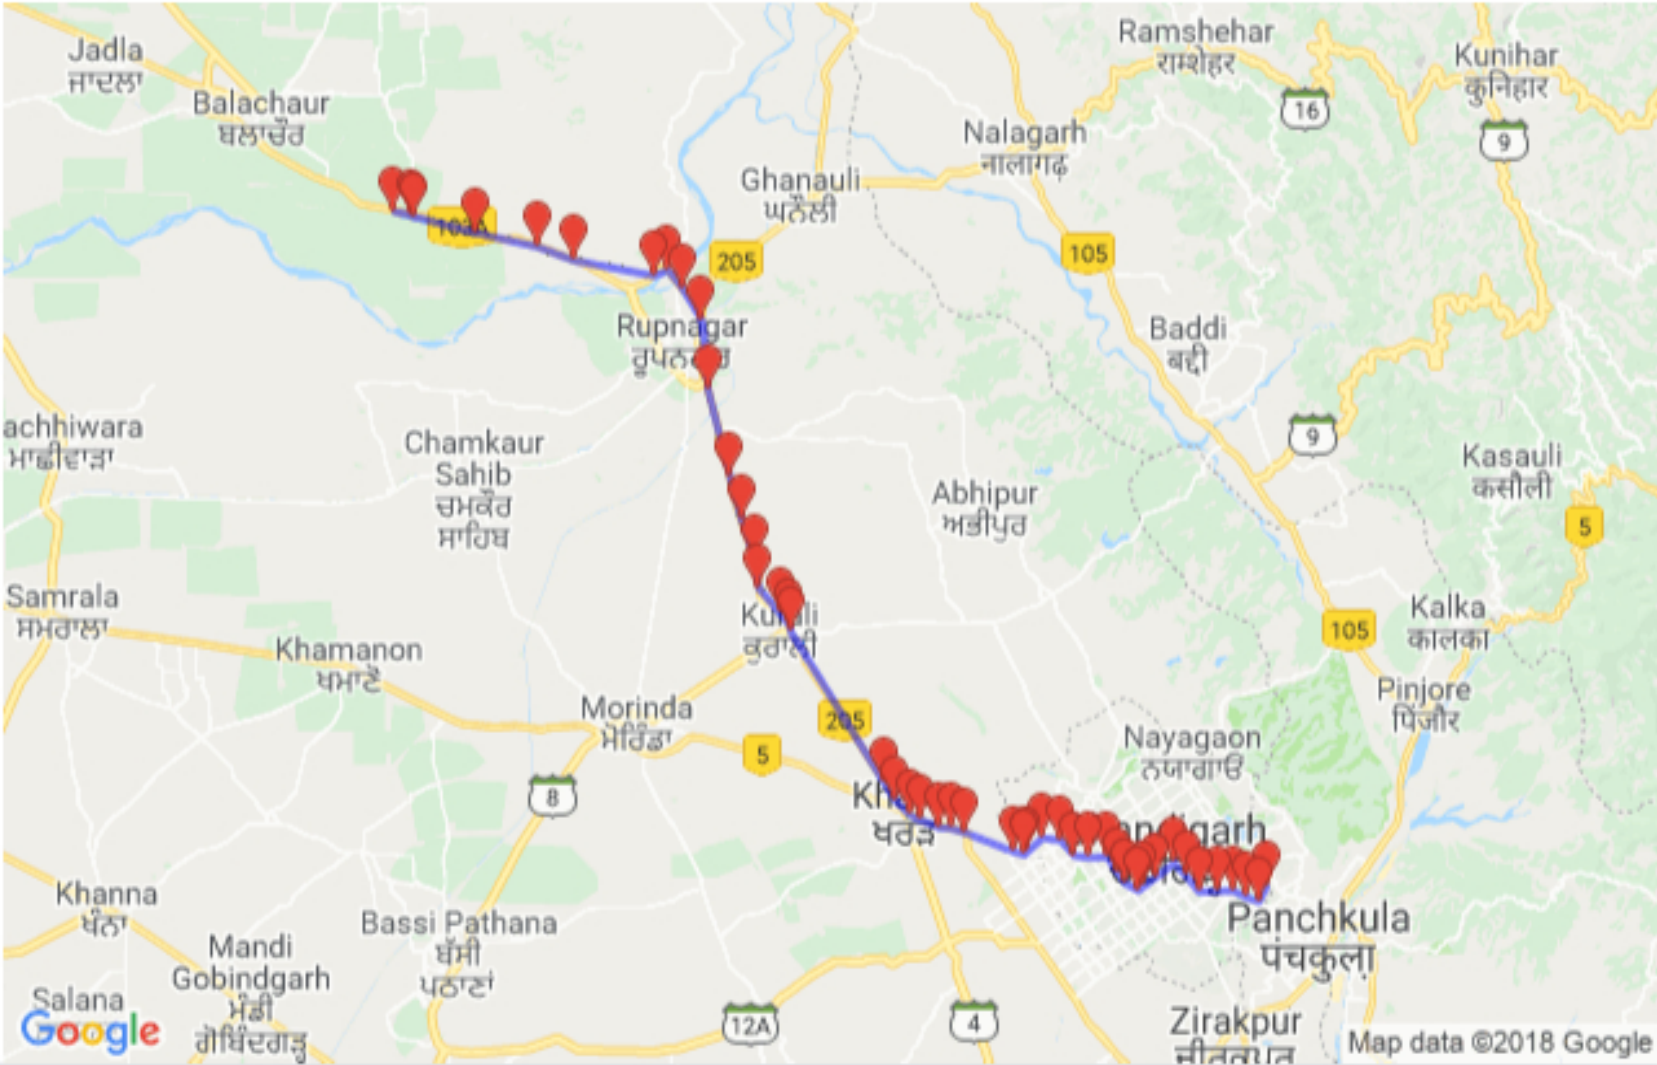 Jadla
ਜਾਦਲਾ
Balachaur
ਬਲਾਚੌਰ
Ramshehar
राम्शेहर
Kunihar
कुनिहार
16
9
Nalagarh
नालागढ़
Ghanauli
ਘਨੌਲੀ
102A
205
105
Rupnagar
Baddi
बद्दी
achhiwara
ਮਾਛੀਵਾੜਾ
Chamkaur
Sahib
ਚਮਕੌਰ
ਸਾਹਿਬ
9
Kasauli
कसौली
Abhipur
ਅਭੀਪੁਰ
5
Samrala
ਸਮਰਾਲਾ
Kalka
कालका
105
ਕੁਰਾਲੀ
Khamanon
ਖਮਾਣੋਂ
Pinjore
पिंजौर
Morinda
ਮੋਰਿੰਡਾ
205
5
Nayagaon
ਨਯਾਗਾਓਂ
8
ਖਰੜ
Khanna
ਖੰਨਾ
Bassi Pathana
ਬੱਸੀ
ਪਠਾਣਾਂ
Panchkula
पंचकुला
Mandi
Gobindgarh
ਮੰਡੀ
ਗੋਬਿੰਦਗੜ੍ਹ
Salana
Google
12A
4
Zirakpur
Map data ©2018 Google